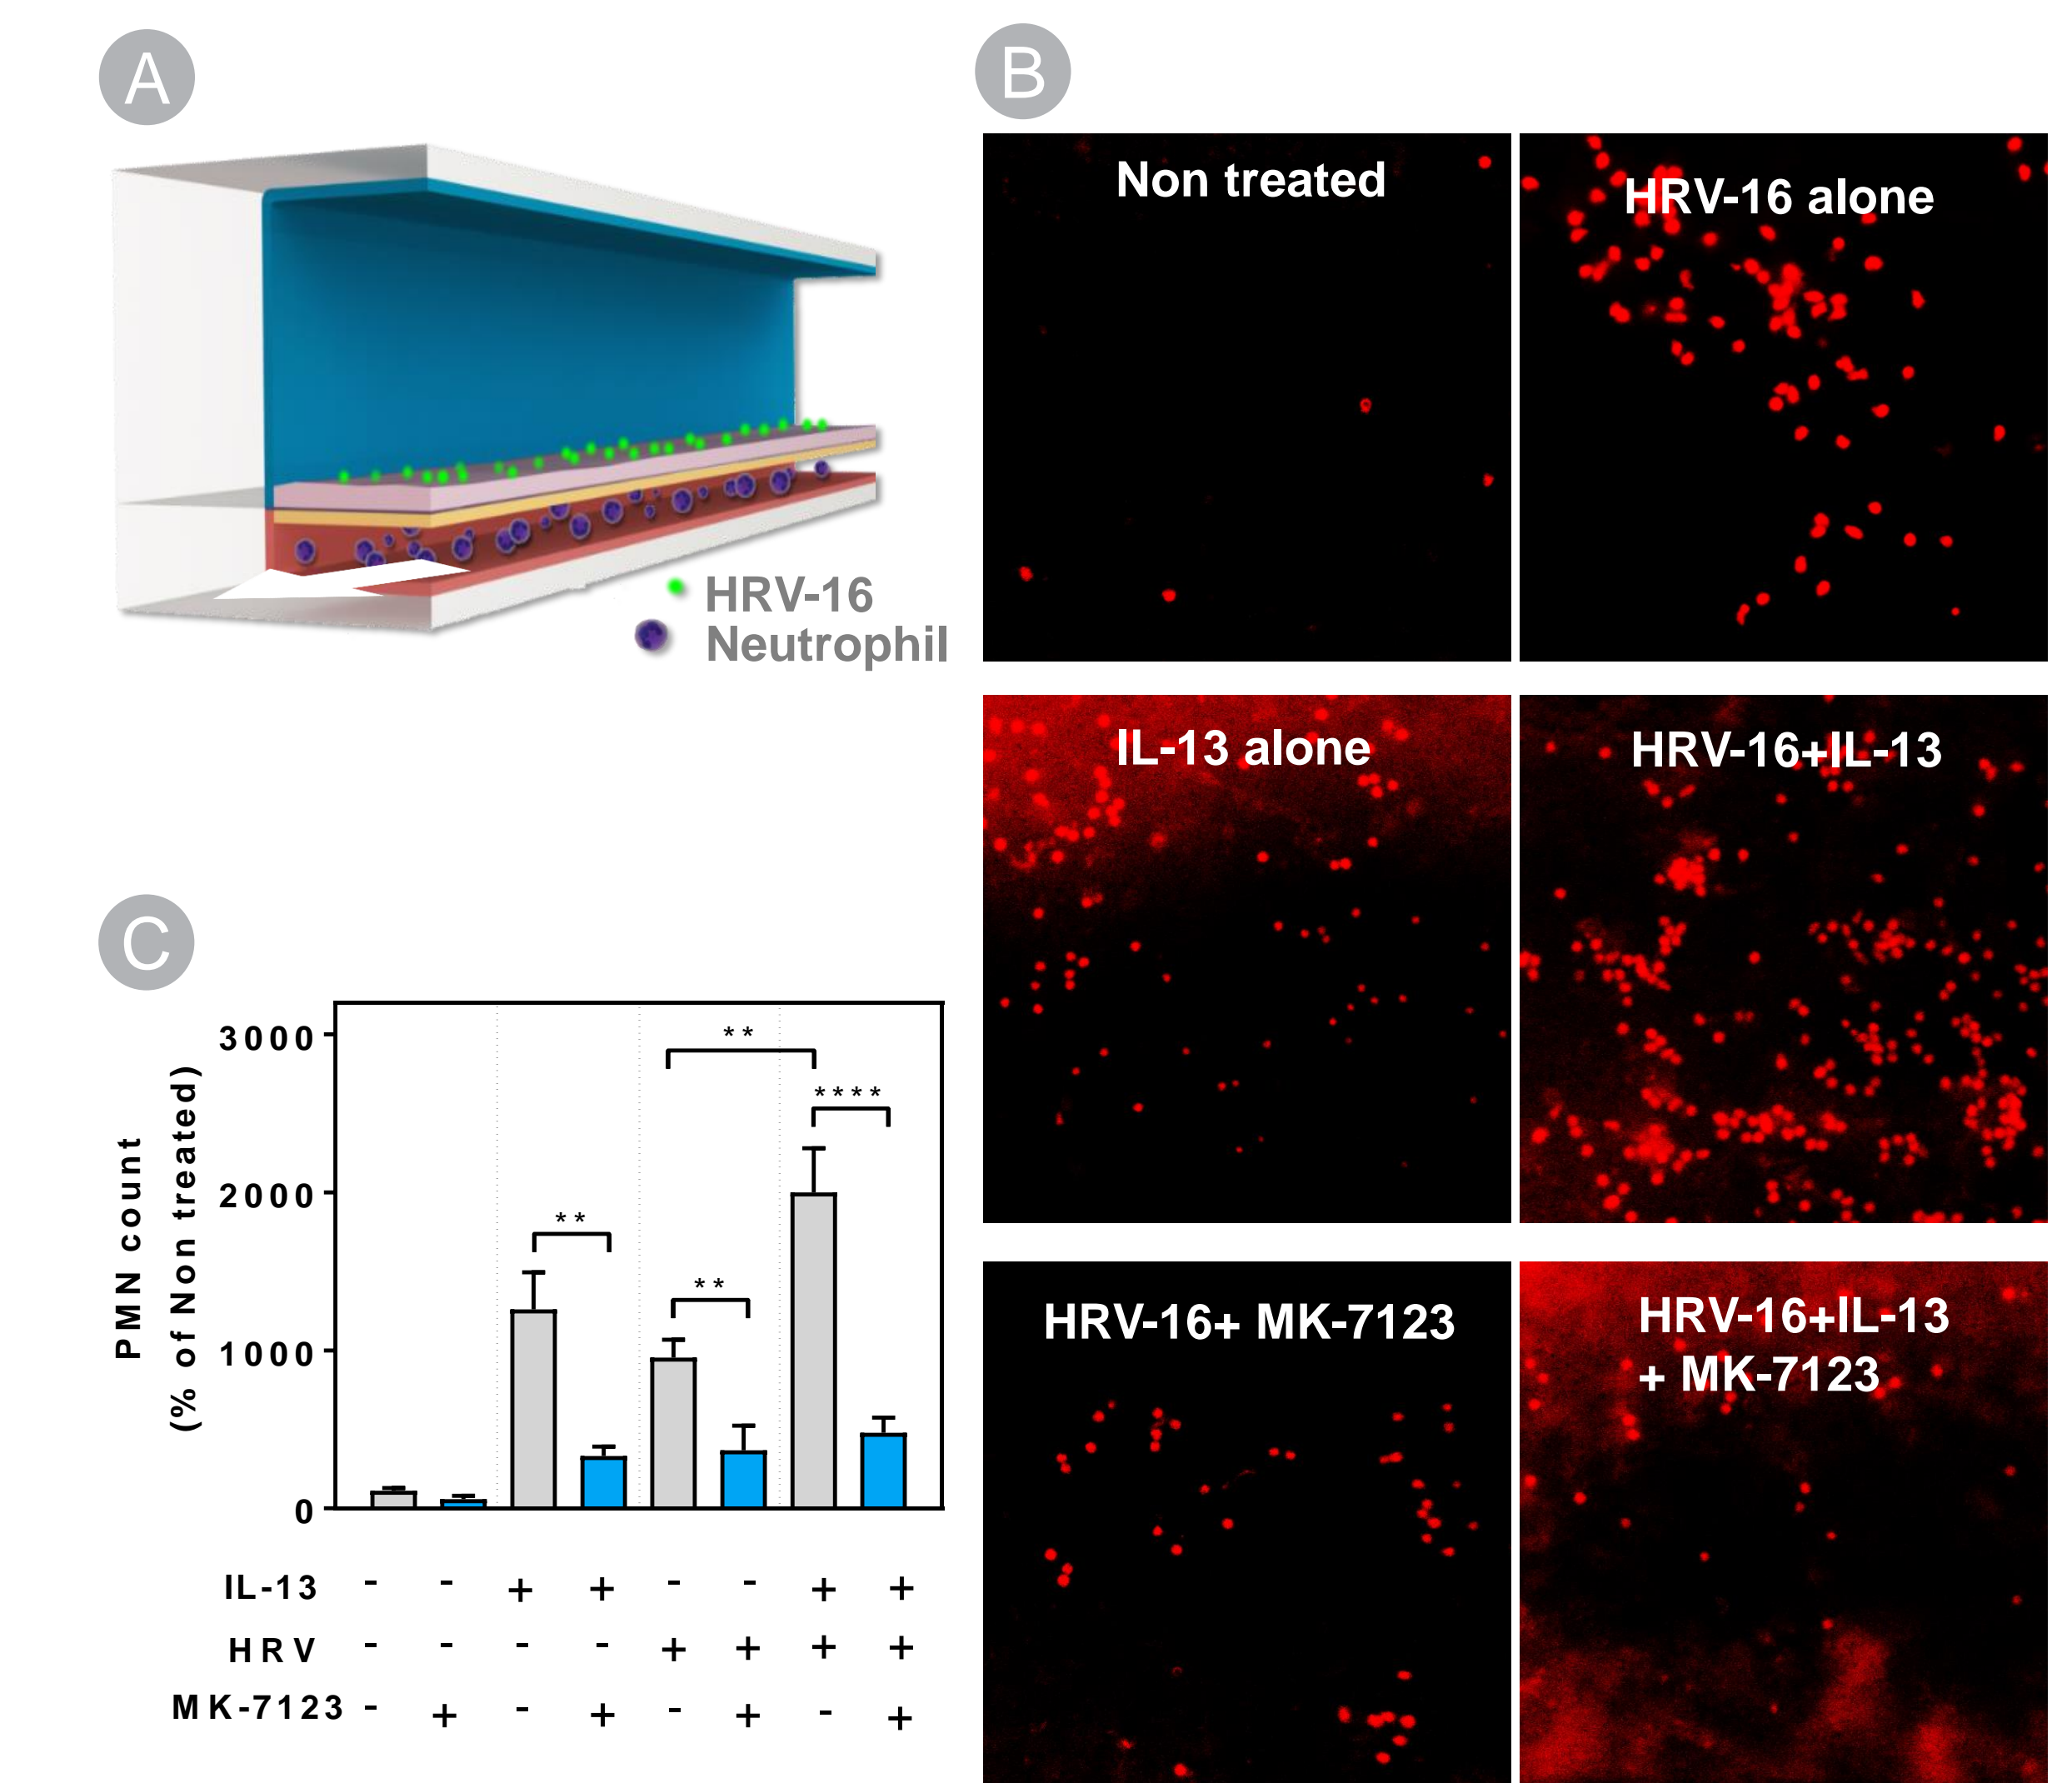 A
HRV-16
Neutrophil
B
Non treated
HRV-16 alone
IL-13 alone
HRV-16+IL-13
HRV-16+ MK-7123
HRV-16+IL-13
+ MK-7123
C
PMN count
(% of Non treated)
3000
2000
1000
0
**
**
**
****
IL-13 - - + + - - + +
HRV - - - - + + + +
MK-7123 - + - + - + - +